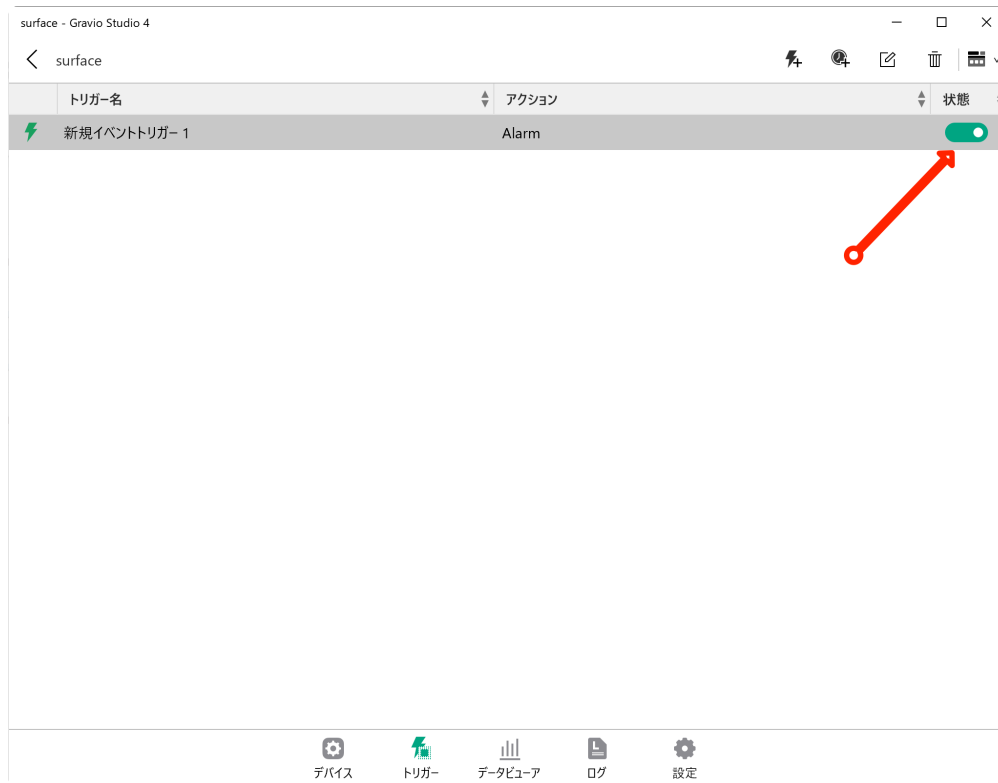 surface - Gravio Studio 4
surface
トリガー名 アクション 状態
新規イベントトリガー 1 Alarm
デバイス トリガー データビューア ログ 設定